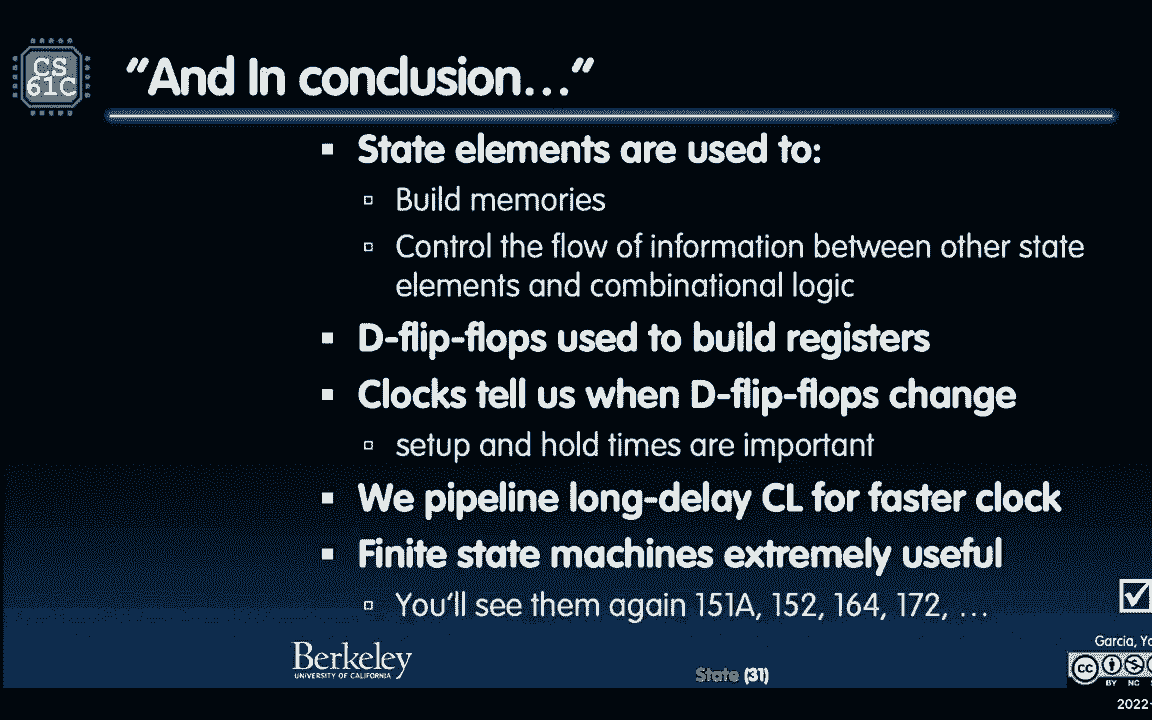 CS
61C
"And In conclusion…"
▪ State elements are used to:
▫ Build memories
▫ Control the flow of information between other state
elements and combinational logic
▪ D-flip-flops used to build registers
▪ Clocks tell us when D-flip-flops change
▫ setup and hold times are important
▪ We pipeline long-delay CL for faster clock
▪ Finite state machines extremely useful
▫ You'll see them again 151A, 152, 164, 172, …
Berkeley
UNIVERSITY OF CALIFORNIA
State (31)
Garcia,
cc
BY NC
2022-